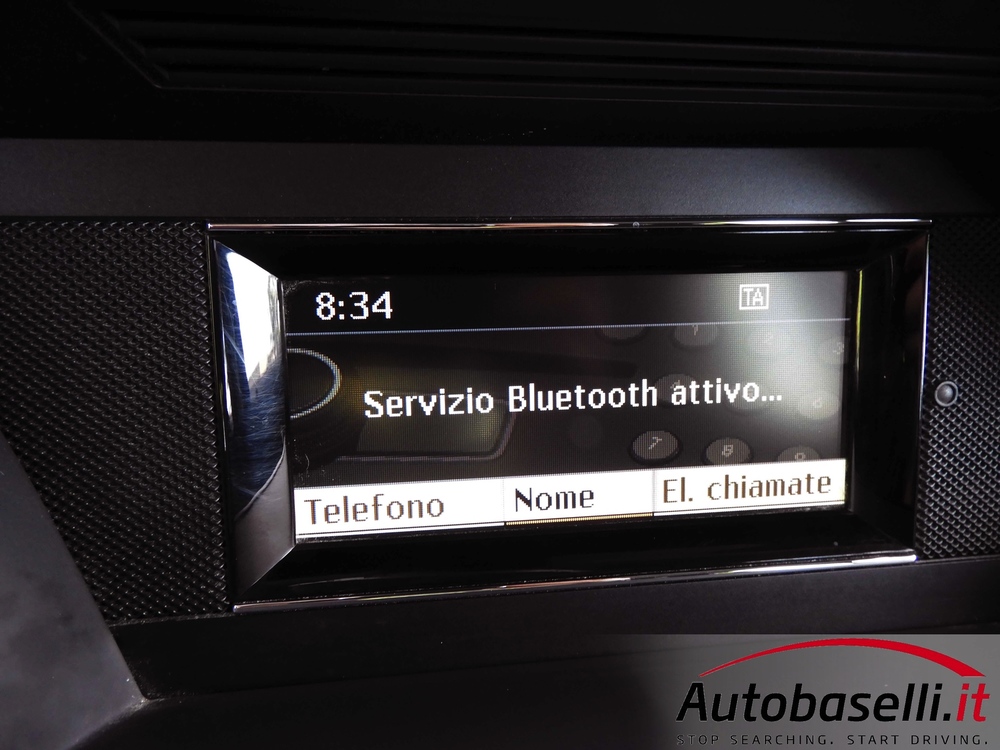 8:34 TA
Servizio Bluetooth attivo...
Telefono Nome El. chiamate
Autobaselli.it
STOP SEARCHING. START DRIVING.